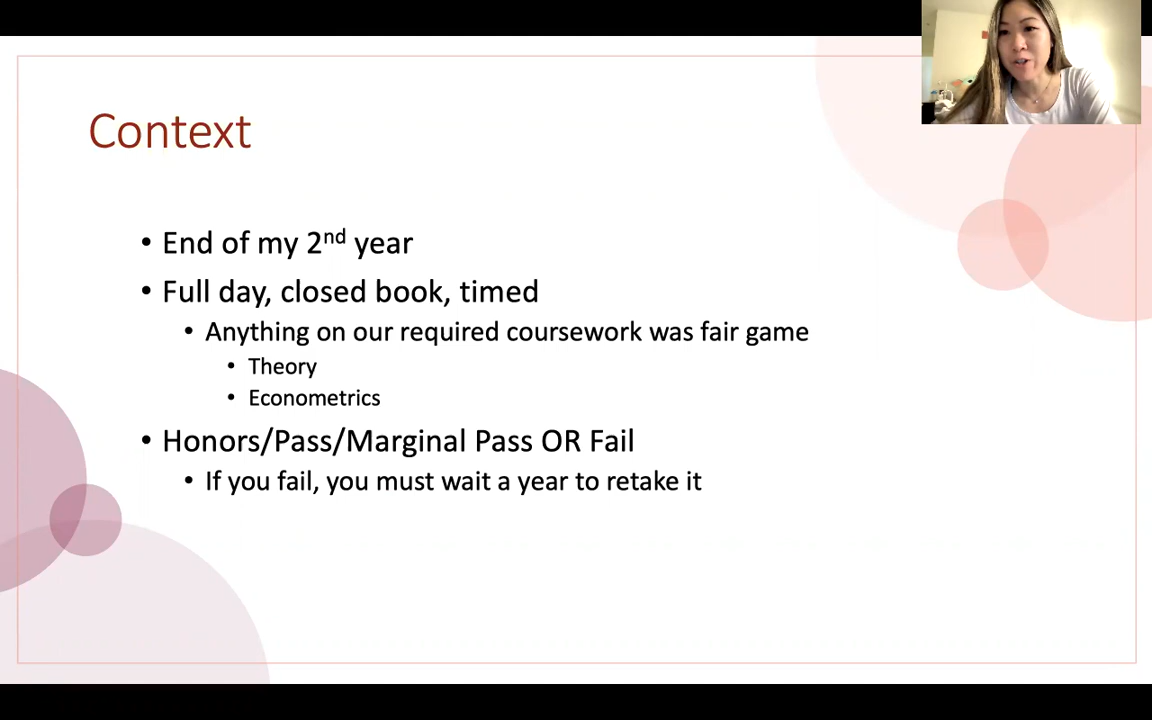 Context
• End of my 2nd year
• Full day, closed book, timed
• Anything on our required coursework was fair game
• Theory
• Econometrics
• Honors/Pass/Marginal Pass OR Fail
• If you fail, you must wait a year to retake it